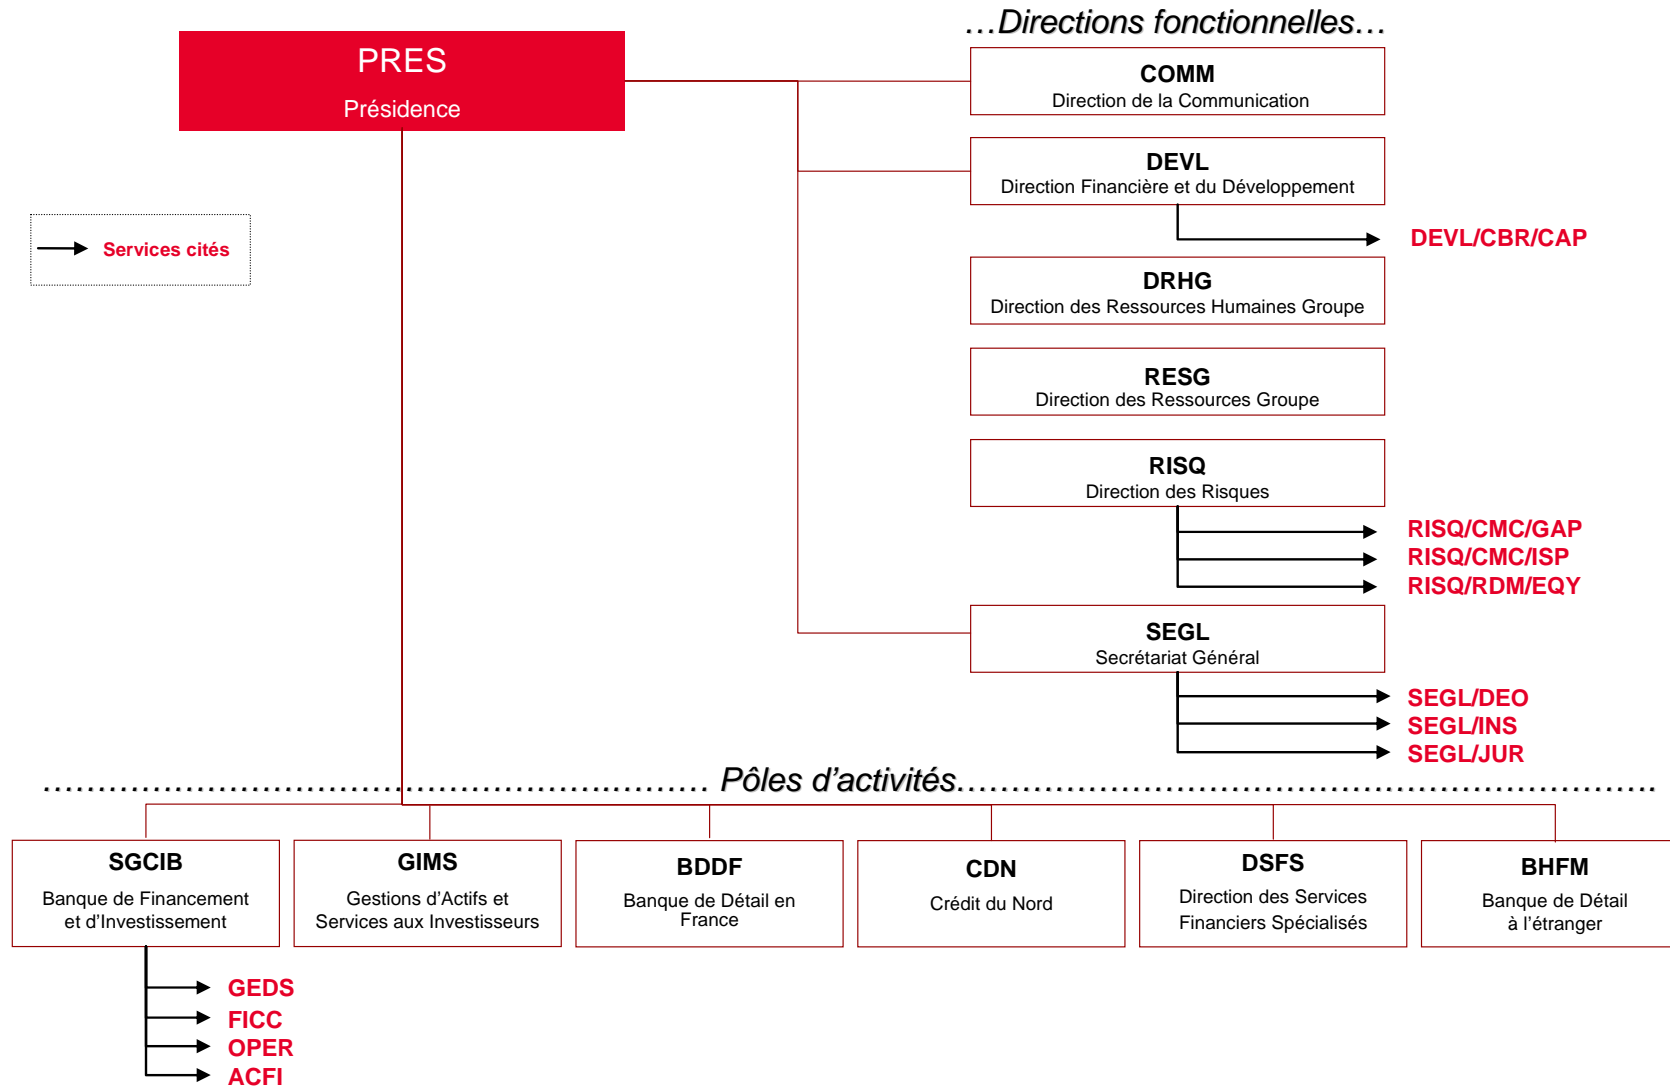 …Directions fonctionnelles…
PRES
Présidence
COMM
Direction de la Communication
DEVL
Direction Financière et du Développement
DEVL/CBR/CAP
Services cités
DRHG
Direction des Ressources Humaines Groupe
RESG
Direction des Ressources Groupe
RISQ
Direction des Risques
RISQ/CMC/GAP
RISQ/CMC/ISP
RISQ/RDM/EQY
SEGL
Secrétariat Général
SEGL/DEO
SEGL/INS
SEGL/JUR
Pôles d’activités
SGCIB
Banque de Financement
et d’Investissement
GIMS
Gestions d’Actifs et
Services aux Investisseurs
BDDF
Banque de Détail en
France
CDN
Crédit du Nord
DSFS
Direction des Services
Financiers Spécialisés
BHFM
Banque de Détail
à l’étranger
GEDS
FICC
OPER
ACFI